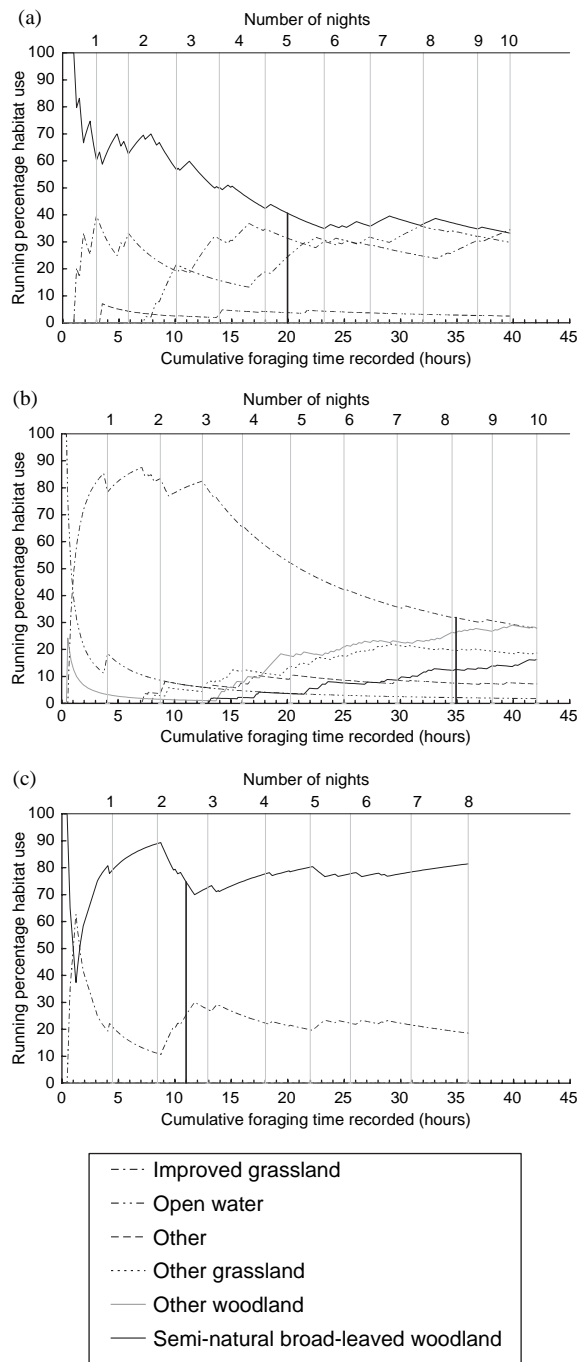 (a)
Number of nights
1 2 3 4 5 6 7 8 9 10
100
90
80
70
60
50
40
30
20
10
0
Running percentage habitat use
0 5 10 15 20 25 30 35 40 45
Cumulative foraging time recorded (hours)
(b)
Number of nights
1 2 3 4 5 6 7 8 9 10
100
90
80
70
60
50
40
30
20
10
0
Running percentage habitat use
0 5 10 15 20 25 30 35 40 45
Cumulative foraging time recorded (hours)
(c)
Number of nights
1 2 3 4 5 6 7 8
100
90
80
70
60
50
40
30
20
10
0
Running percentage habitat use
0 5 10 15 20 25 30 35 40 45
Cumulative foraging time recorded (hours)
Improved grassland
Open water
Other
Other grassland
Other woodland
Semi-natural broad-leaved woodland